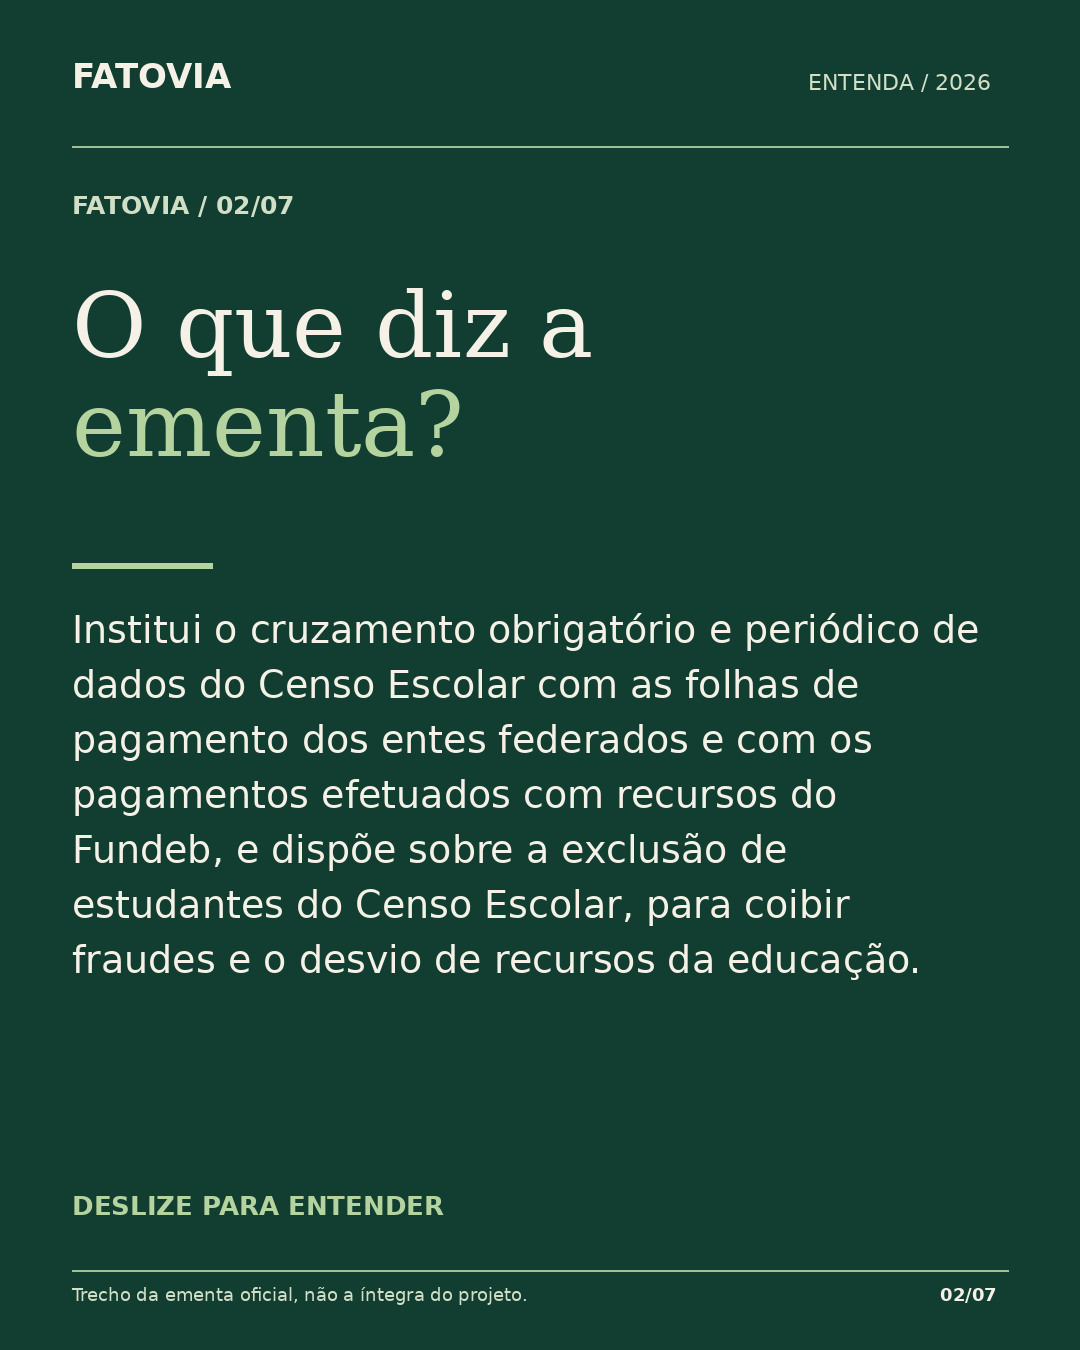 FATOVIA
ENTENDA / 2026
FATOVIA / 02/07
O que diz a
ementa?
Institui o cruzamento obrigatório e periódico de
dados do Censo Escolar com as folhas de
pagamento dos entes federados e com os
pagamentos efetuados com recursos do
Fundeb, e dispõe sobre a exclusão de
estudantes do Censo Escolar, para coibir
fraudes e o desvio de recursos da educação.
DESLIZE PARA ENTENDER
Trecho da ementa oficial, não a íntegra do projeto.
02/07